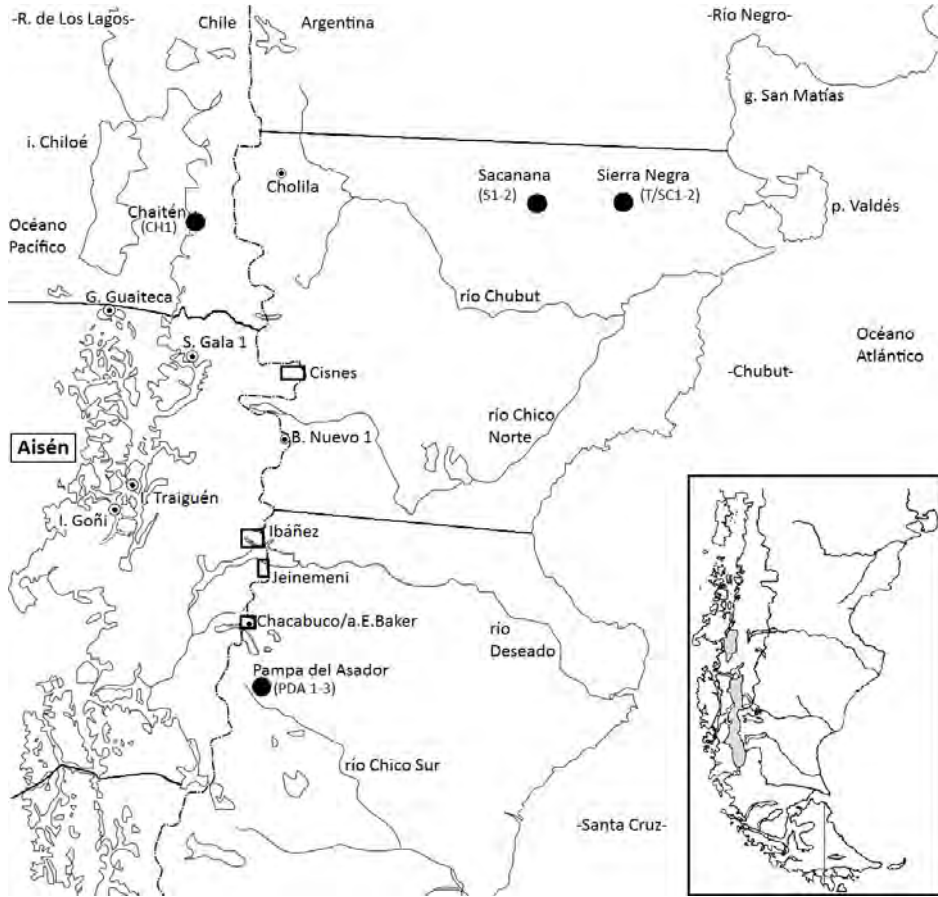 -R. de Los Lagos-
Chile
Argentina
-Río Negro-
g. San Matías
i. Chiloé
Cholila
Sacanana
(S1-2)
Sierra Negra
(T/SC1-2)
Chaitén
(CH1)
p. Valdés
Océano
Pacífico
G. Guaiteca
río Chubut
S. Gala 1
Océano
Atlántico
Cisnes
-Chubut-
río Chico
Norte
B. Nuevo 1
Aisén
I. Traiguén
I. Goñi
Ibáñez
Jeinemeni
Chacabuco/a.E.Baker
rio
Deseado
Pampa del Asador
(PDA 1-3)
río Chico Sur
-Santa Cruz-